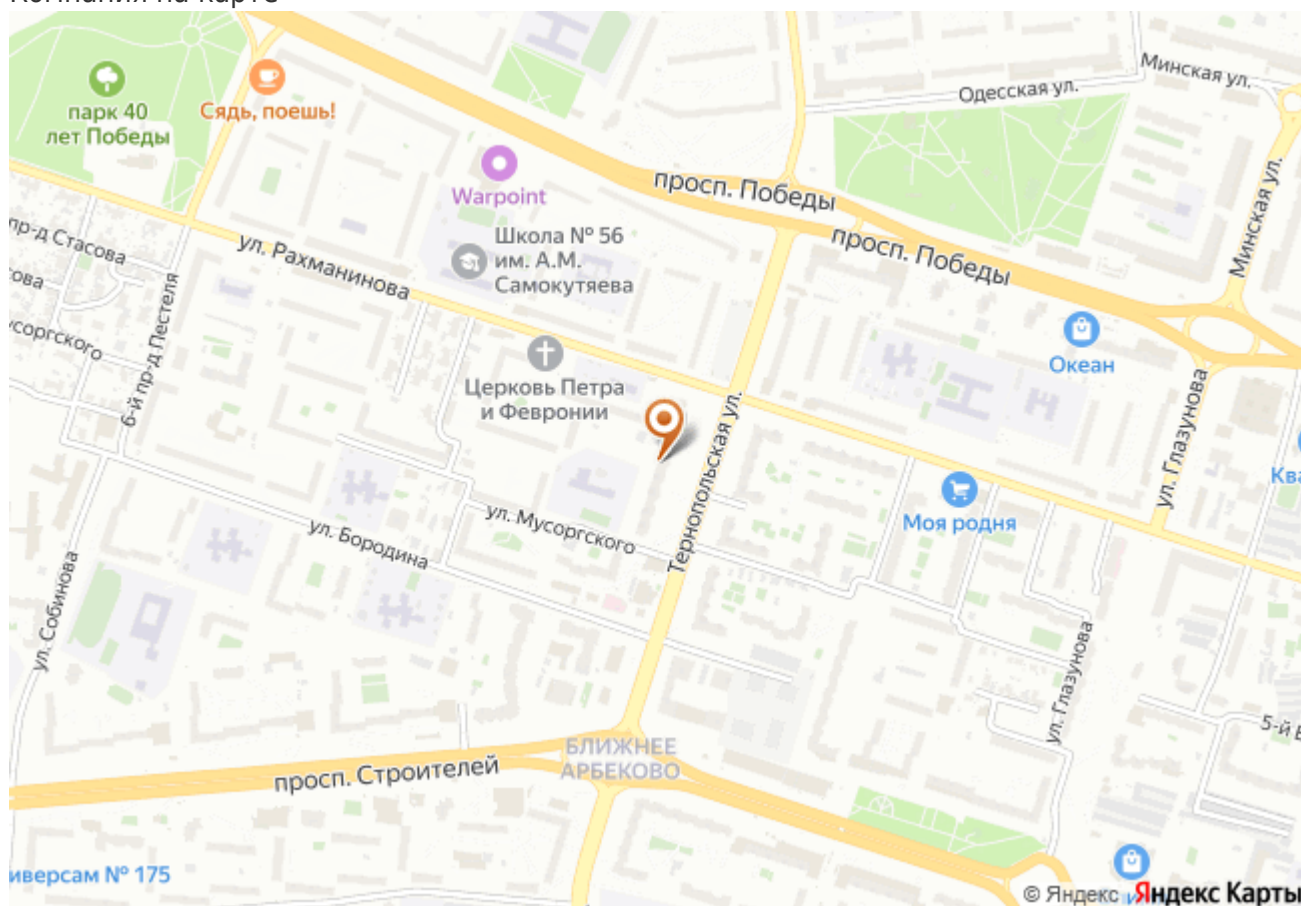 парк 40
лет Победы
Сядь, поешь!
Warpoint
Школа № 56
им. А.М.
Самокутяева
просп. Победы
просп. Победы
Одесская ул.
Минская ул.
Минская ул.
пр-д Стасова
ова
усоргского
6-й пр-д Пестеля
ул. Рахманинова
Церковь Петра
и Февронии
Океан
Тернопольская ул.
ул. Глазунова
Ква
Моя родня
ул. Мусоргского
ул. Бородина
ул. Собинова
ул. Глазунова
5-й
БЛИЖНЕЕ
АРБЕКОВО
просп. Строителей
иверсам № 175
© Яндекс Яндекс Карты